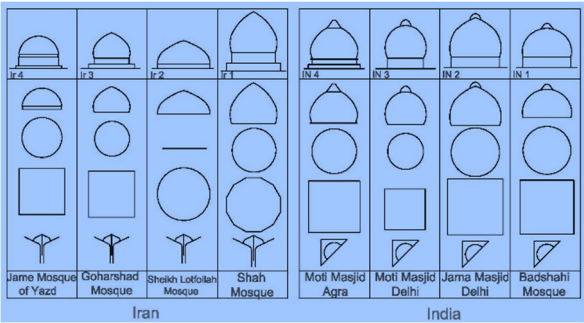 Ir 4
Ir 3
Ir 2
Ir 1
IN 4
IN 3
IN 2
IN 1
Jame Mosque
of Yazd
Goharshad
Mosque
Sheikh Lotfollah
Mosque
Shah
Mosque
Moti Masjid
Agra
Moti Masjid
Delhi
Jama Masjid
Delhi
Badshahi
Mosque
Iran
India